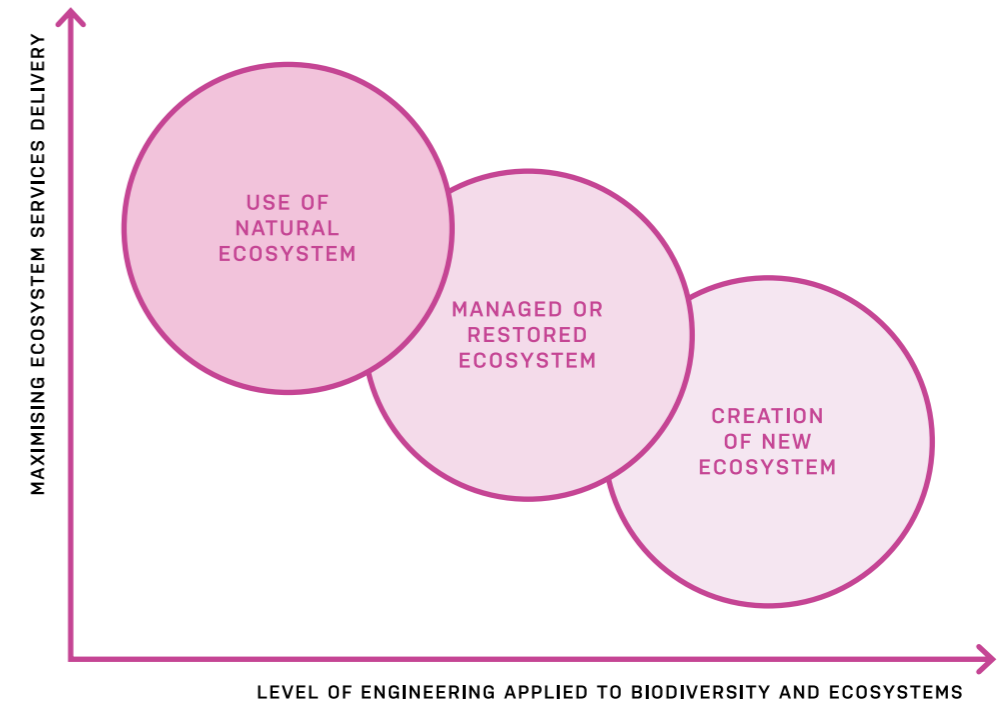 MAXIMISING ECOSYSTEM SERVICES DELIVERY
USE OF
NATURAL
ECOSYSTEM
MANAGED OR
RESTORED
ECOSYSTEM
CREATION
OF NEW
ECOSYSTEM
LEVEL OF ENGINEERING APPLIED TO BIODIVERSITY AND ECOSYSTEMS